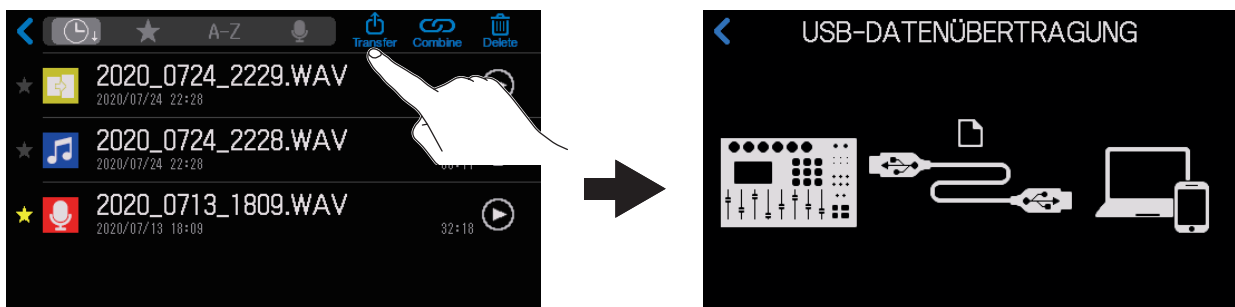 A-Z
Transfer Combine Delete
2020_0724_2229.WAV
2020/07/24 22:28
2020_0724_2228.WAV
2020/07/24 22:28
2020_0713_1809.WAV
2020/07/13 18:09
32:18
USB-DATENÜBERTRAGUNG